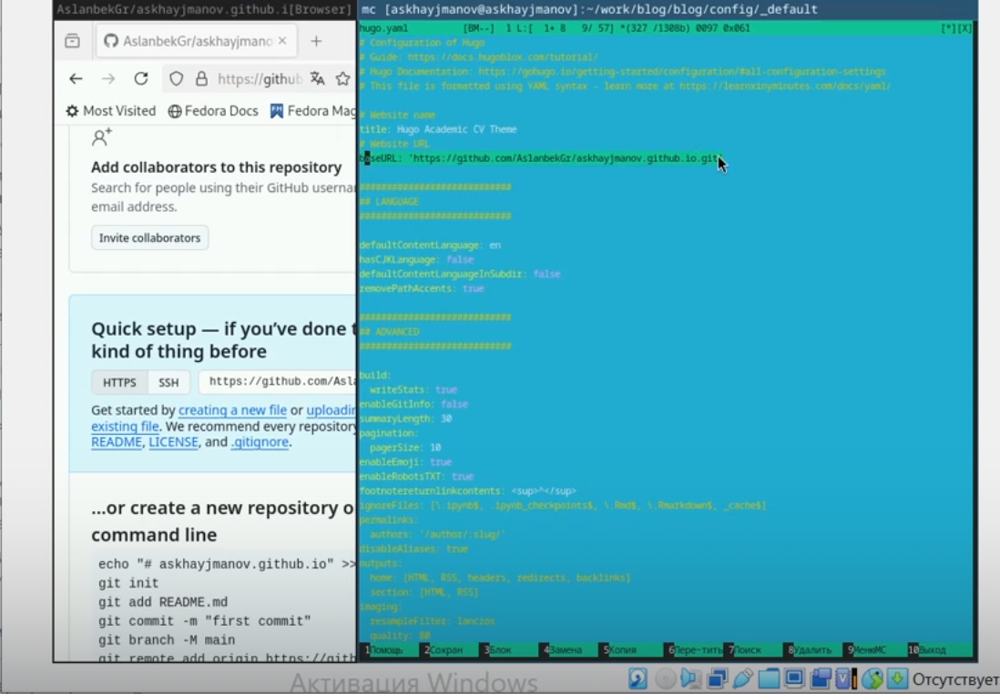 AslanbekGr/askhayjmanov.github.i[Browser]
AslanbekGr/askhayjmano
https://github
Most Visited
Fedora Docs
Fedora Mag
Add collaborators to this repository
Search for people using their GitHub userna
email address.
Invite collaborators
Quick setup — if you've done t
kind of thing before
HTTPS
SSH
https://github.com/Asla
Get started by creating a new file or uploadin
existing file. We recommend every repository
README, LICENSE, and .gitignore.
...or create a new repository o
command line
echo "# askhayjmanov.github.io" >>
git init
git add README.md
git commit -m "first commit"
git branch -M main
git remote add origin https://gith
mc [askhayjmanov@askhayjmanov]:~/work/blog/blog/config/_default
hugo.yaml [BM--] 1 L:[ 1+ 8 9/ 57] *(327 /1308b) 0097 0x061 [*][X]
# Configuration of Hugo
# Guide: https://docs.hugoblox.com/tutorial/
# Hugo Documentation: https://gohugo.io/getting-started/configuration/#all-configuration-settings
# This file is formatted using YAML syntax - learn more at https://learnxinyminutes.com/docs/yaml/
# Website name
title: Hugo Academic CV Theme
# Website URL
baseURL: 'https://github.com/AslanbekGr/askhayjmanov.github.io.git'
############################
## LANGUAGE
############################
defaultContentLanguage: en
hasCJKLanguage: false
defaultContentLanguageInSubdir: false
removePathAccents: true
############################
## ADVANCED
############################
build:
writeStats: true
enableGitInfo: false
summaryLength: 30
pagination:
pagerSize: 10
enableEmoji: true
enableRobotsTXT: true
footnotereturnlinkcontents: <sup>^</sup>
ignoreFiles: [\.ipynb$, .ipynb_checkpoints$, \.Rmd$, \.Rmarkdown$, _cache$]
permalinks:
authors: '/author/:slug/'
disableAliases: true
outputs:
home: [HTML, RSS, headers, redirects, backlinks]
section: [HTML, RSS]
imaging:
resampleFilter: lanczos
quality: 80
1Помощь 2Сохран 3Блок 4Замена 5Копия 6Пере~тить 7Поиск 8Удалить 9МенюMC 10Выход
Активация Windows
Отсутствует